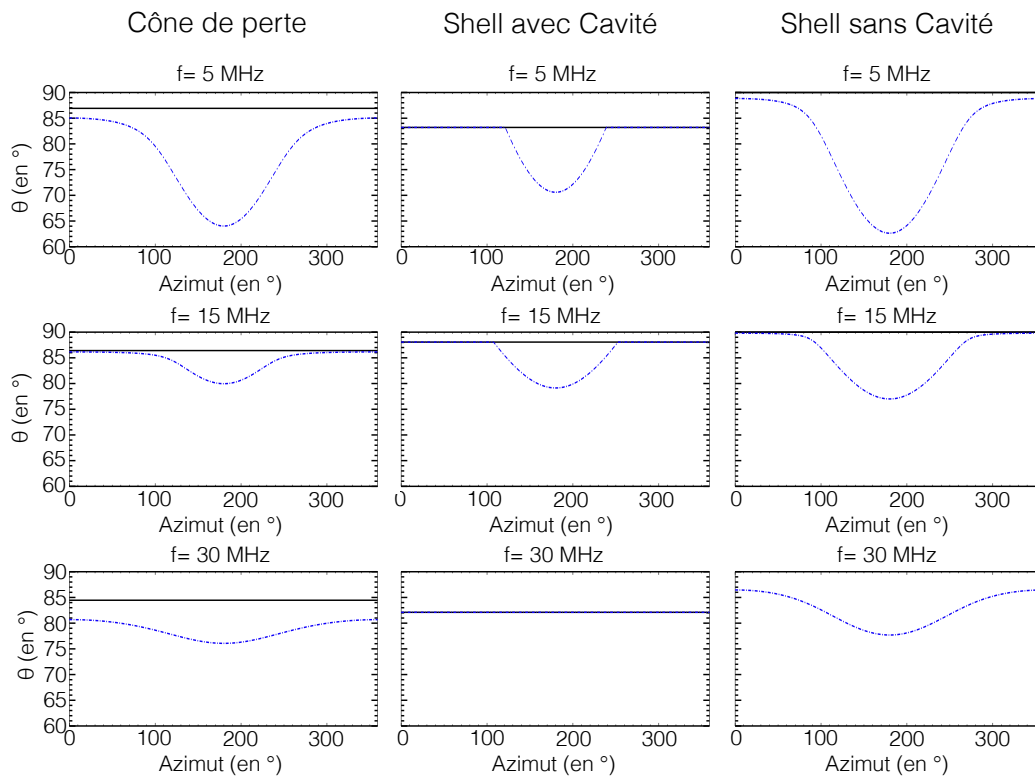 Cône de perte Shell avec Cavité Shell sans Cavité
f= 5 MHz f= 5 MHz f= 5 MHz
90
85
80
75
70
65
60
θ (en °)
0 100 200 300 0 100 200 300 0 100 200 300
Azimut (en °) Azimut (en °) Azimut (en °)
f= 15 MHz f= 15 MHz f= 15 MHz
90
85
80
75
70
65
60
θ (en °)
0 100 200 300 0 100 200 300 0 100 200 300
Azimut (en °) Azimut (en °) Azimut (en °)
f= 30 MHz f= 30 MHz f= 30 MHz
90
85
80
75
70
65
60
θ (en °)
0 100 200 300 0 100 200 300 0 100 200 300
Azimut (en °) Azimut (en °) Azimut (en °)